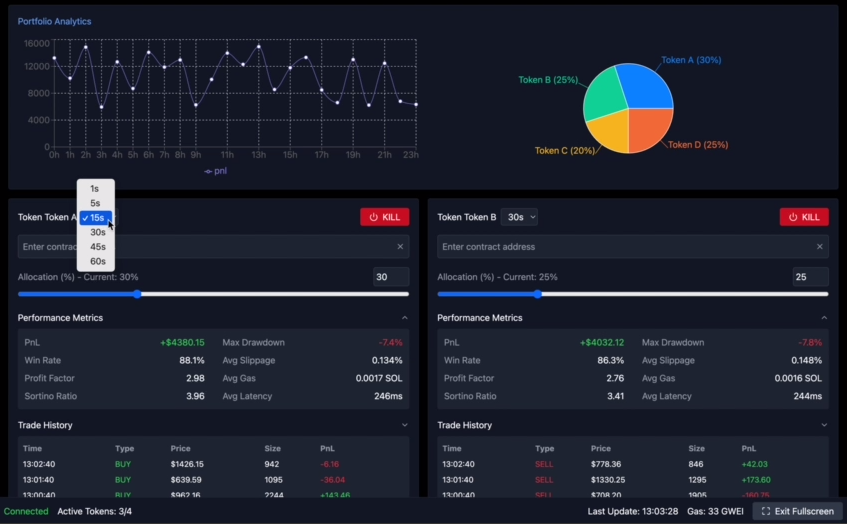 Portfolio Analytics
16000
12000
8000
4000
0
0h 1h 2h 3h 4h 5h 6h 7h 8h 9h 11h 13h 15h 17h 19h 21h 23h
pnl
Token A (30%)
Token B (25%)
Token C (20%)
Token D (25%)
Token Token A
1s
5s
15s
30s
45s
60s
KILL
Enter contrac
Allocation (%) - Current: 30%
30
Performance Metrics
PnL +$4380.15 Max Drawdown -7.4%
Win Rate 88.1% Avg Slippage 0.134%
Profit Factor 2.98 Avg Gas 0.0017 SOL
Sortino Ratio 3.96 Avg Latency 246ms
Trade History
Time Type Price Size PnL
13:02:40 BUY $1426.15 942 -6.16
13:01:40 BUY $639.59 1095 -36.04
13:00:40 BUY $962.16 2244 +143.46
Token Token B 30s KILL
Enter contract address
Allocation (%) - Current: 25%
25
Performance Metrics
PnL +$4032.12 Max Drawdown -7.8%
Win Rate 86.3% Avg Slippage 0.148%
Profit Factor 2.76 Avg Gas 0.0016 SOL
Sortino Ratio 3.41 Avg Latency 244ms
Trade History
Time Type Price Size PnL
13:02:40 SELL $778.36 846 +42.03
13:01:40 SELL $1330.25 1295 +173.60
13:00:40 SELL $708.20 1905 -160.75
Connected Active Tokens: 3/4 Last Update: 13:03:28 Gas: 33 GWEI Exit Fullscreen